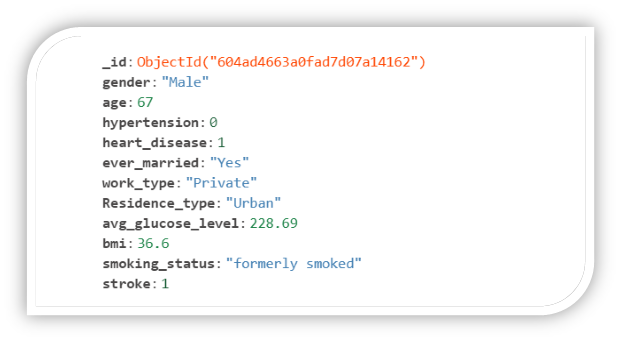 _id: ObjectId("604ad4663a0fad7d07a14162")
gender: "Male"
age: 67
hypertension: 0
heart_disease: 1
ever_married: "Yes"
work_type: "Private"
Residence_type: "Urban"
avg_glucose_level: 228.69
bmi: 36.6
smoking_status: "formerly smoked"
stroke: 1